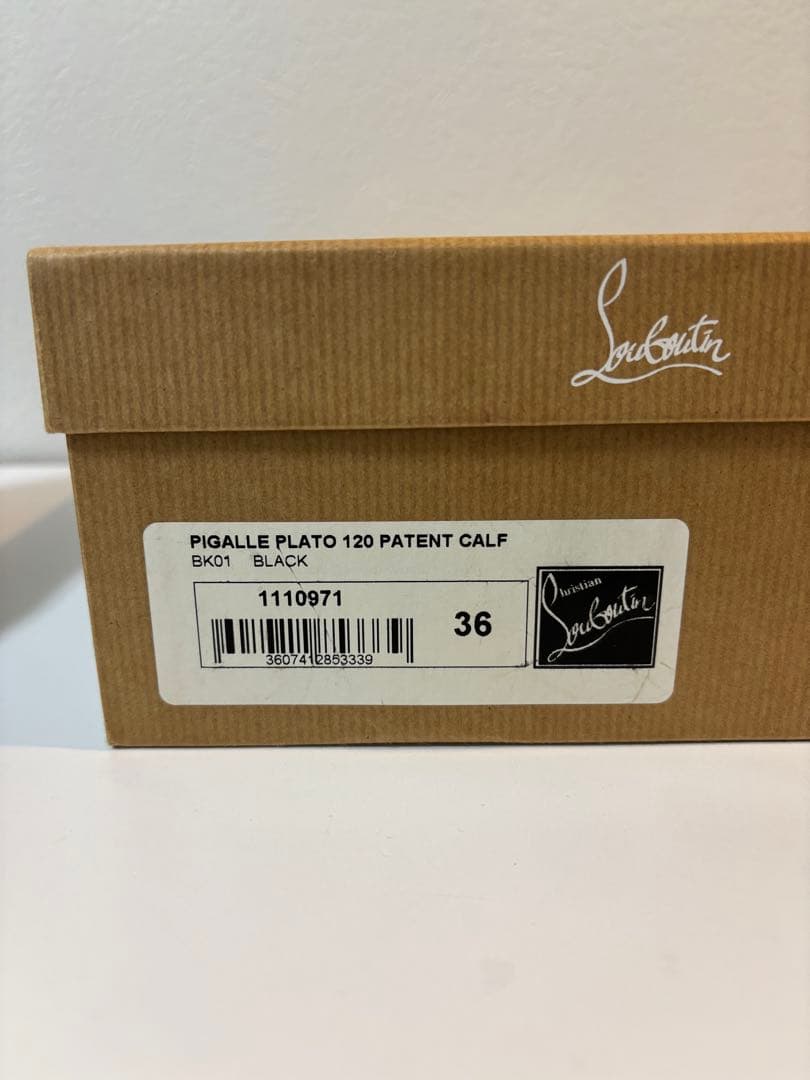 Louboutin
PIGALLE PLATO 120 PATENT CALF
BK01 BLACK
1110971
36
3607412853339
Christian
Louboutin